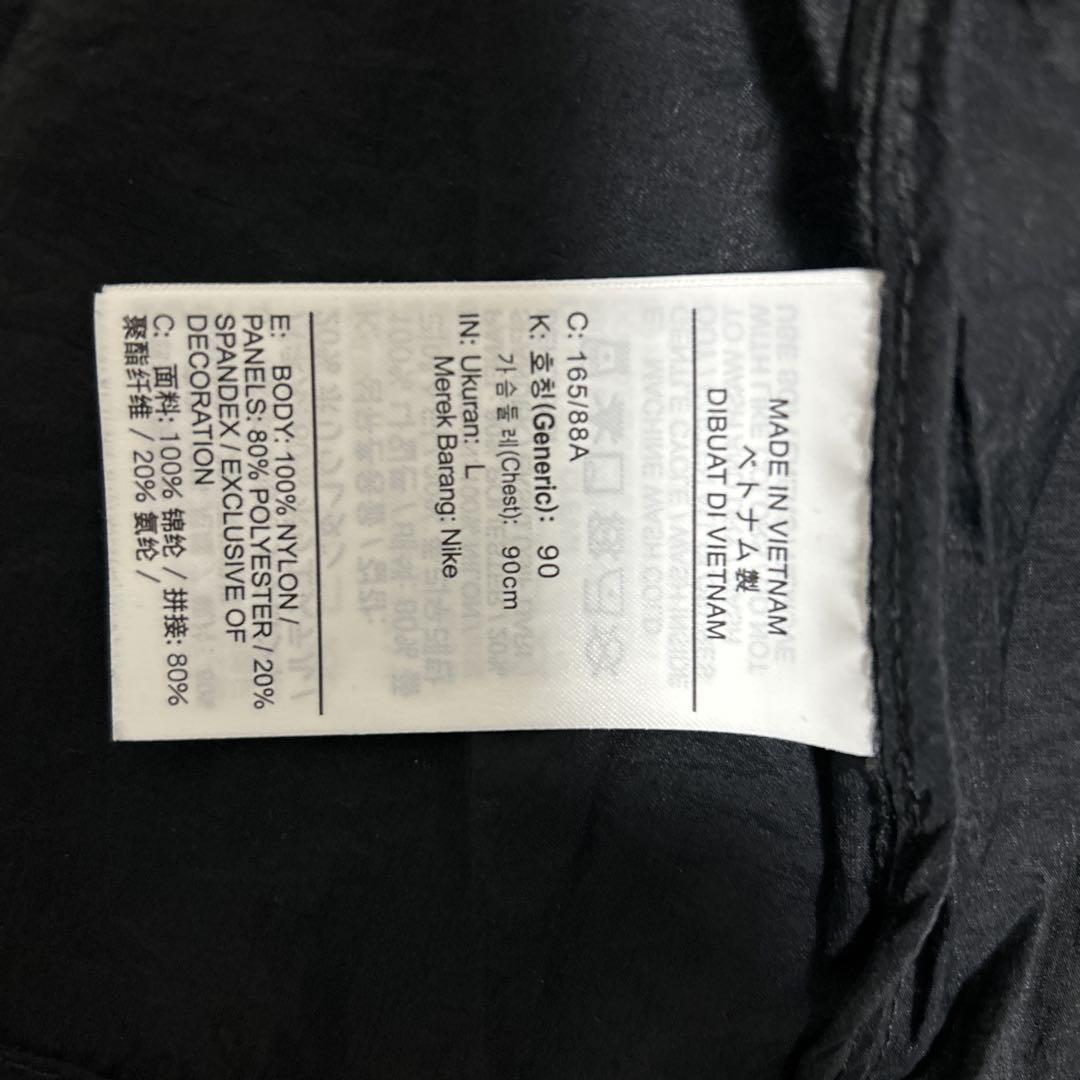 MADE IN VIETNAM
ベトナム製
DIBUAT DI VIETNAM
C: 165/88A
K: 호칭(Generic): 90
가슴둘레(Chest): 90cm
IN: Ukuran: L
Merek Barang: Nike
E: BODY: 100% NYLON /
PANELS: 80% POLYESTER / 20%
SPANDEX / EXCLUSIVE OF
DECORATION
C: 面料: 100% 锦纶 / 拼接: 80%
聚酯纤维 / 20% 氨纶 /